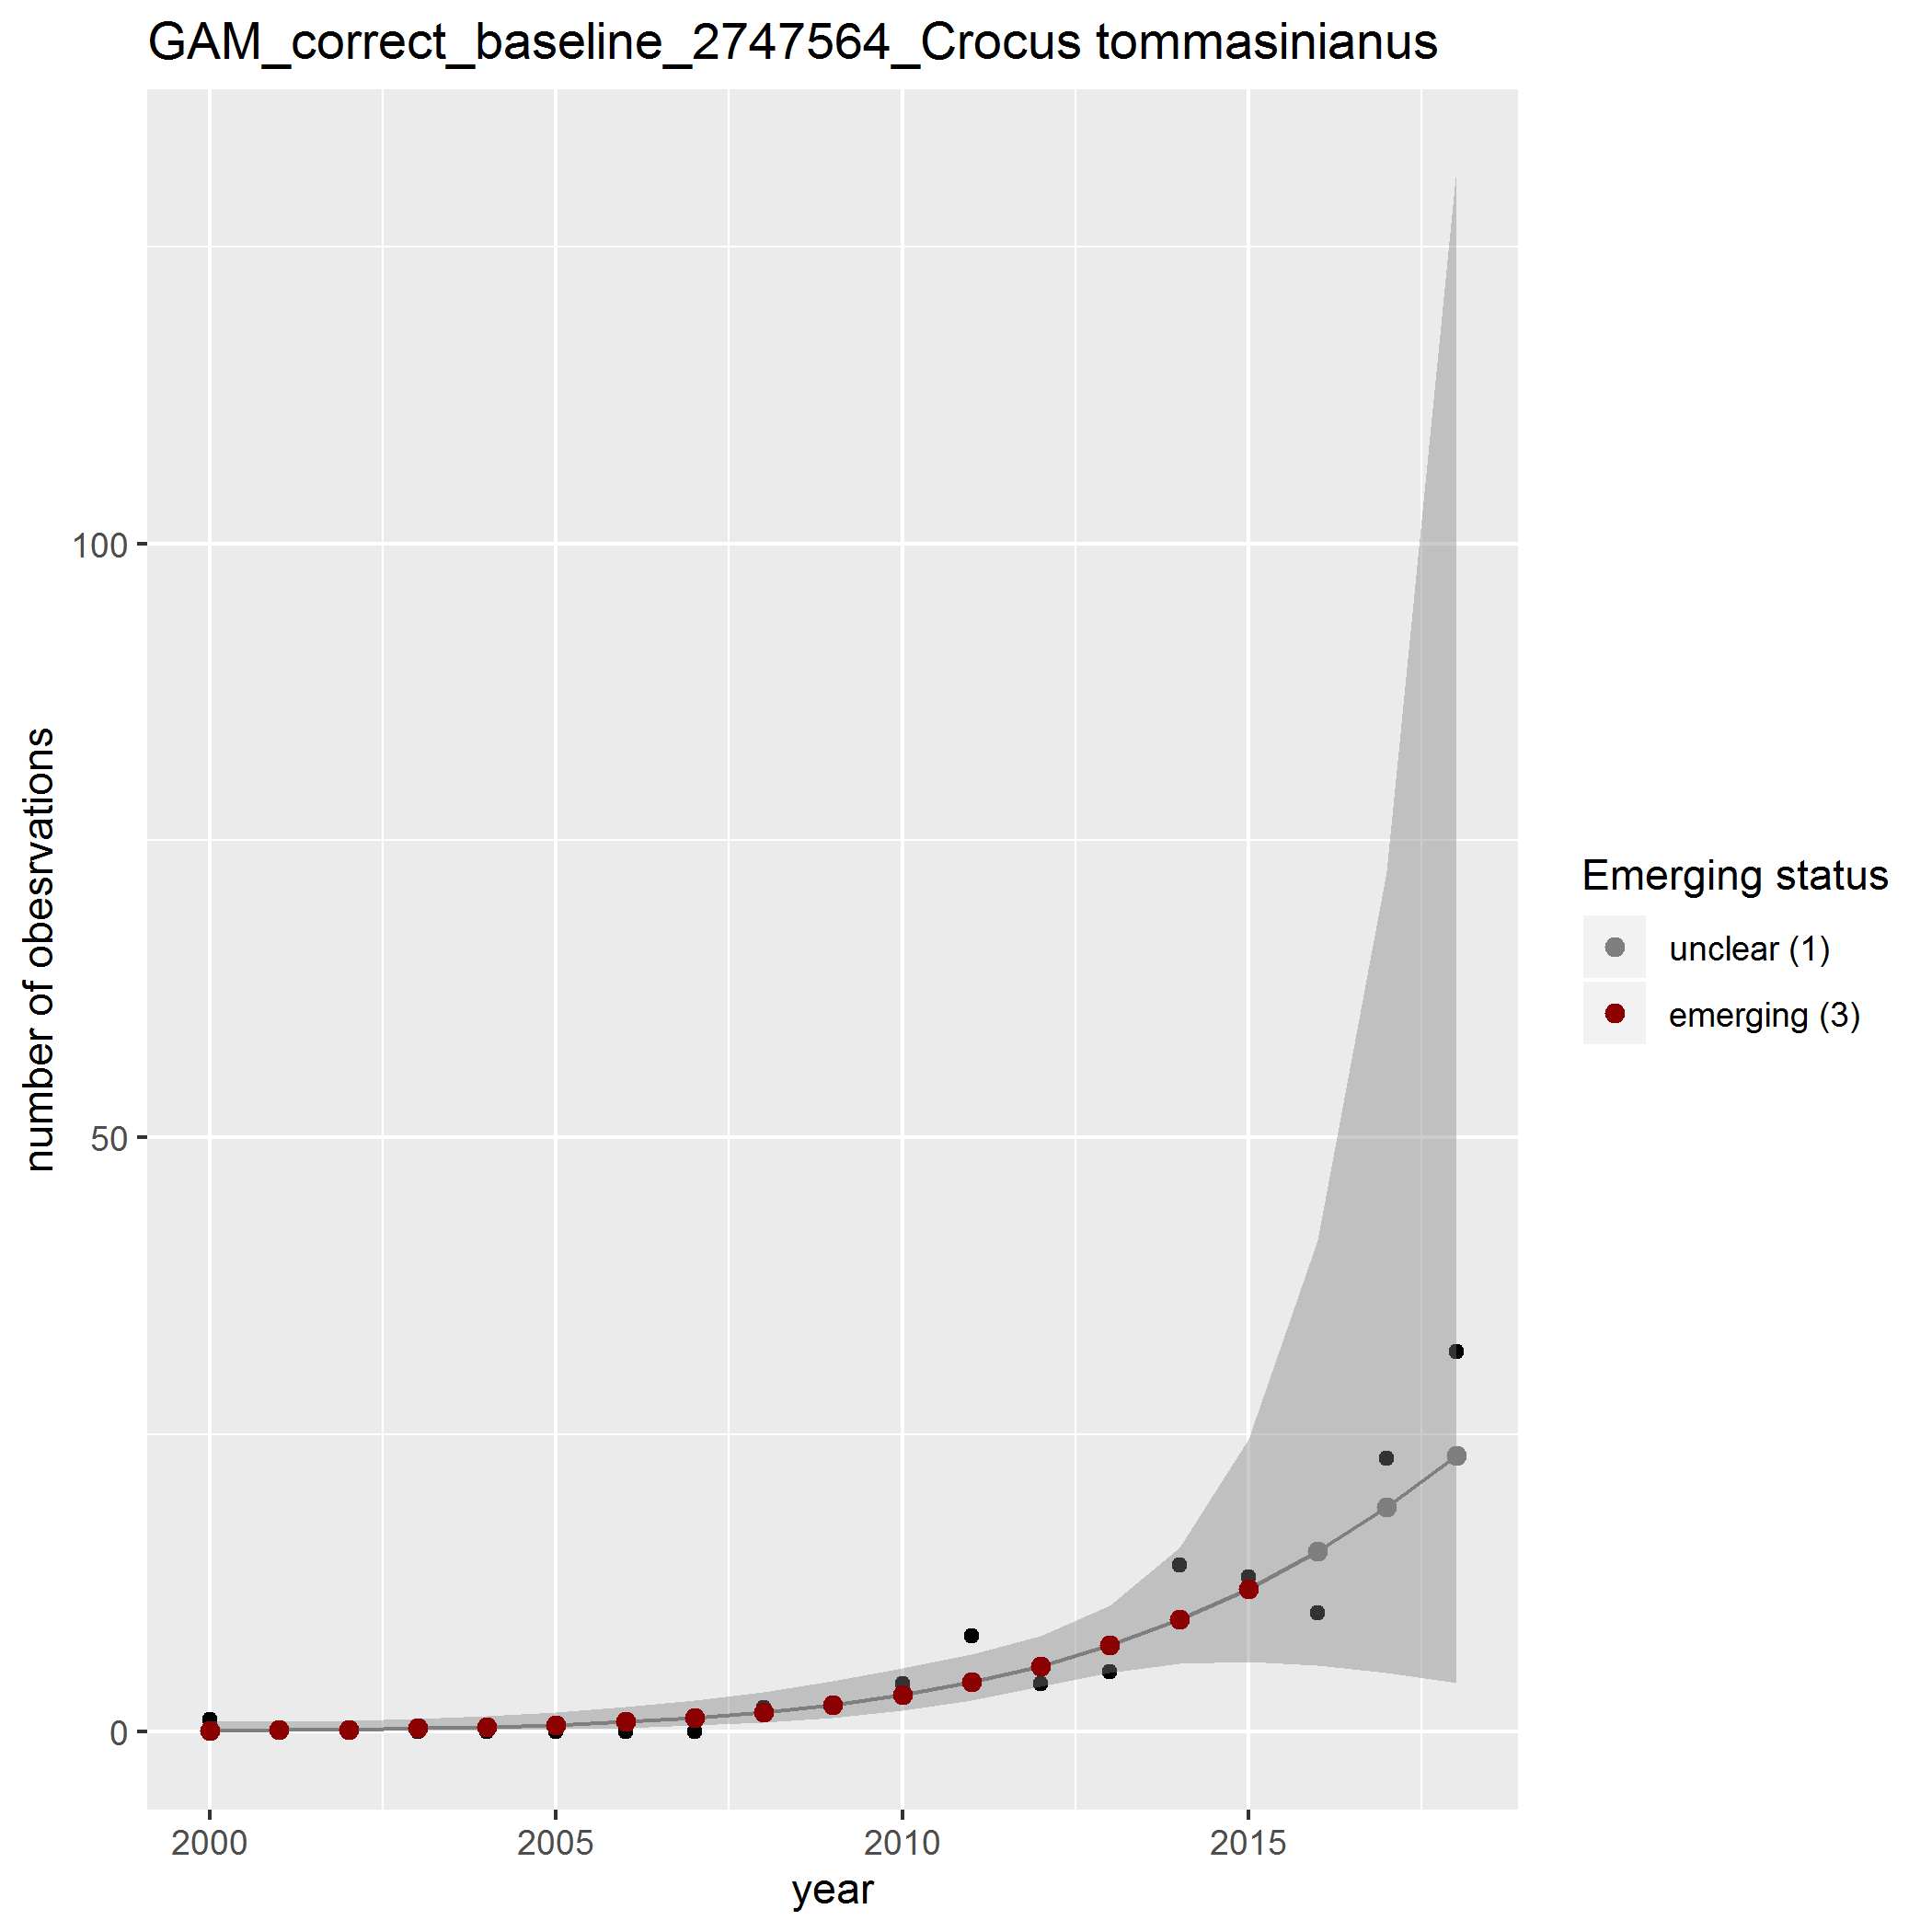 GAM_correct_baseline_2747564_Crocus tommasinianus
number of obesrvations
100
50
0
2000 2005 2010 2015
year
Emerging status
unclear (1)
emerging (3)